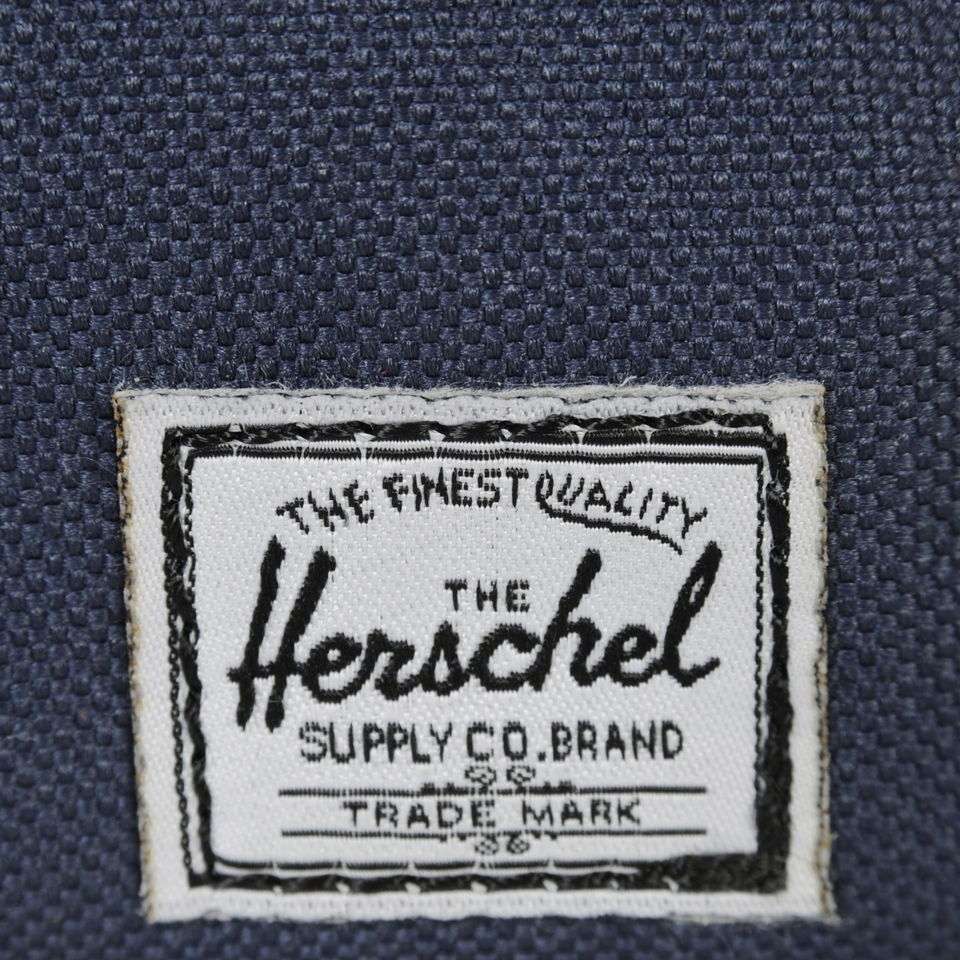 THE FINEST QUALITY
THE
Herschel
SUPPLY CO. BRAND
TRADE MARK